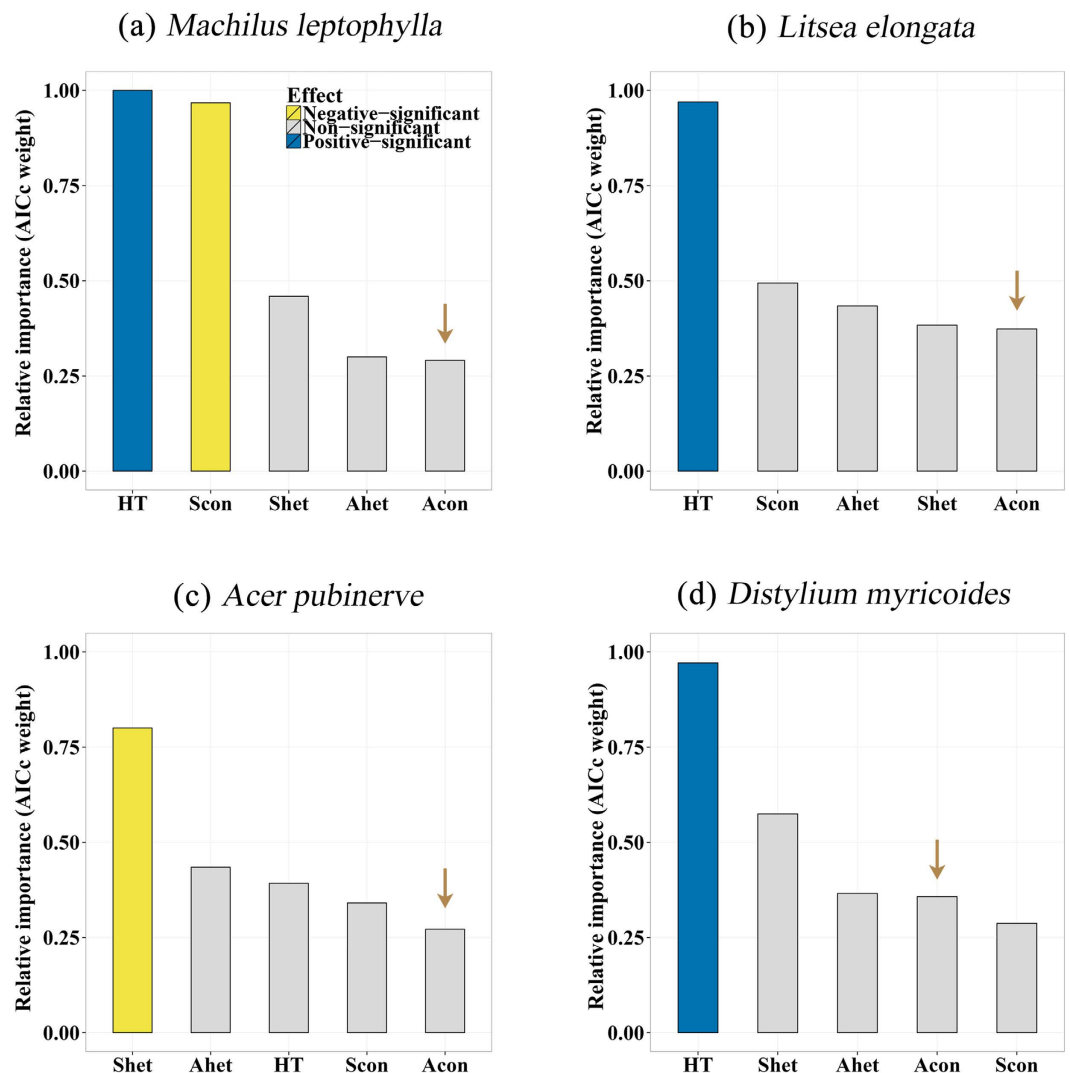 (a) Machilus leptophylla
Relative importance (AICc weight)
1.00
0.75
0.50
0.25
0.00
Effect
Negative−significant
Non−significant
Positive−significant
HT Scon Shet Ahet Acon
(b) Litsea elongata
Relative importance (AICc weight)
1.00
0.75
0.50
0.25
0.00
HT Scon Ahet Shet Acon
(c) Acer pubinerve
Relative importance (AICc weight)
1.00
0.75
0.50
0.25
0.00
Shet Ahet HT Scon Acon
(d) Distylium myricoides
Relative importance (AICc weight)
1.00
0.75
0.50
0.25
0.00
HT Shet Ahet Acon Scon